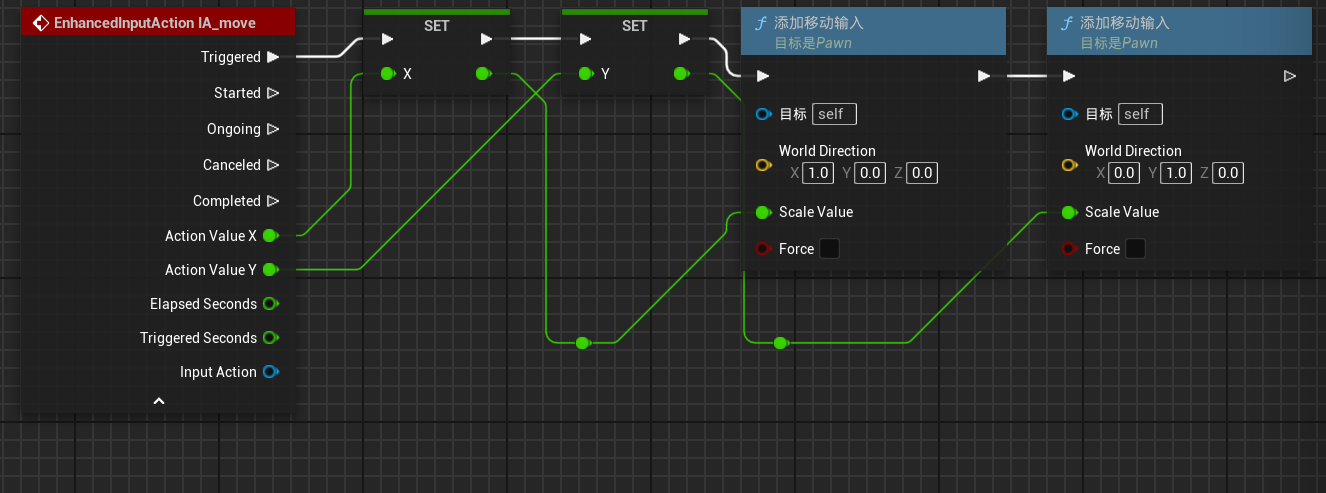 EnhancedInputAction IA_move
Triggered
Started
Ongoing
Canceled
Completed
Action Value X
Action Value Y
Elapsed Seconds
Triggered Seconds
Input Action
SET
X
SET
Y
添加移动输入
目标是Pawn
目标 self
World Direction
X 1.0 Y 0.0 Z 0.0
Scale Value
Force
添加移动输入
目标是Pawn
目标 self
World Direction
X 0.0 Y 1.0 Z 0.0
Scale Value
Force